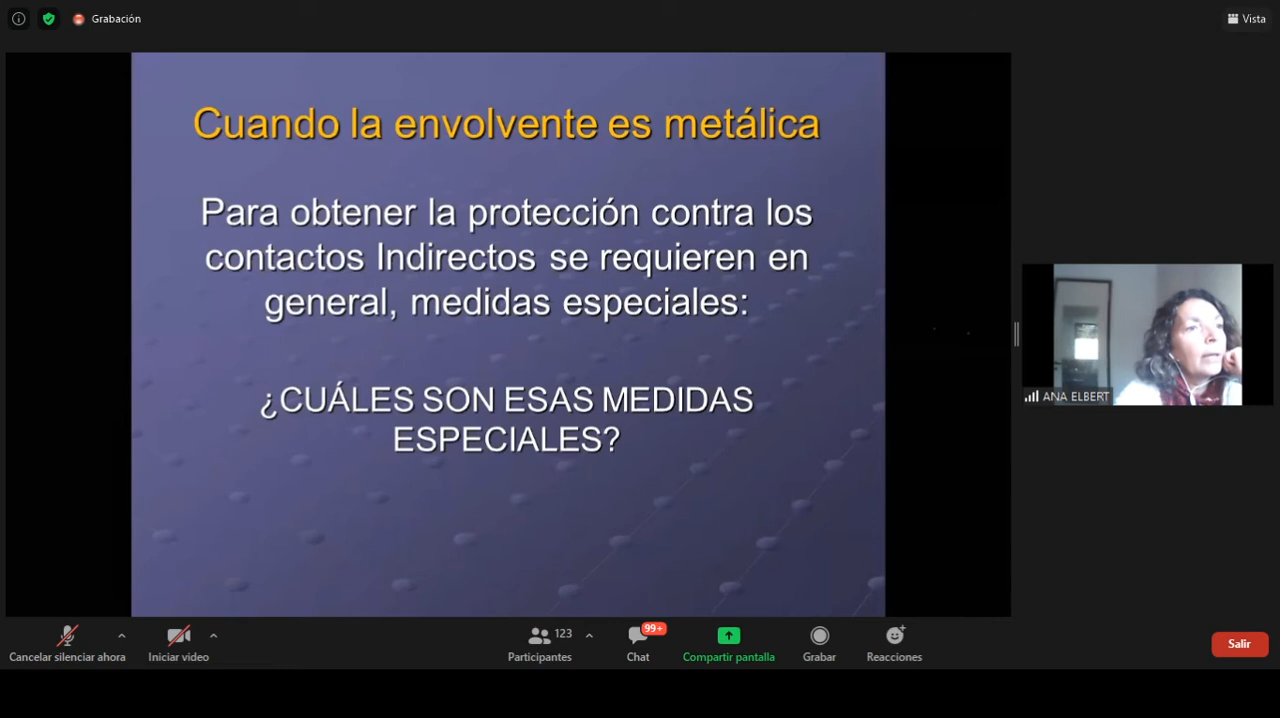 Grabación
Vista
Cuando la envolvente es metálica
Para obtener la protección contra los
contactos Indirectos se requieren en
general, medidas especiales:
¿CUÁLES SON ESAS MEDIDAS
ESPECIALES?
ANA ELBERT
Cancelar silenciar ahora
Iniciar video
123
Participantes
99+
Chat
Compartir pantalla
Grabar
Reacciones
Salir